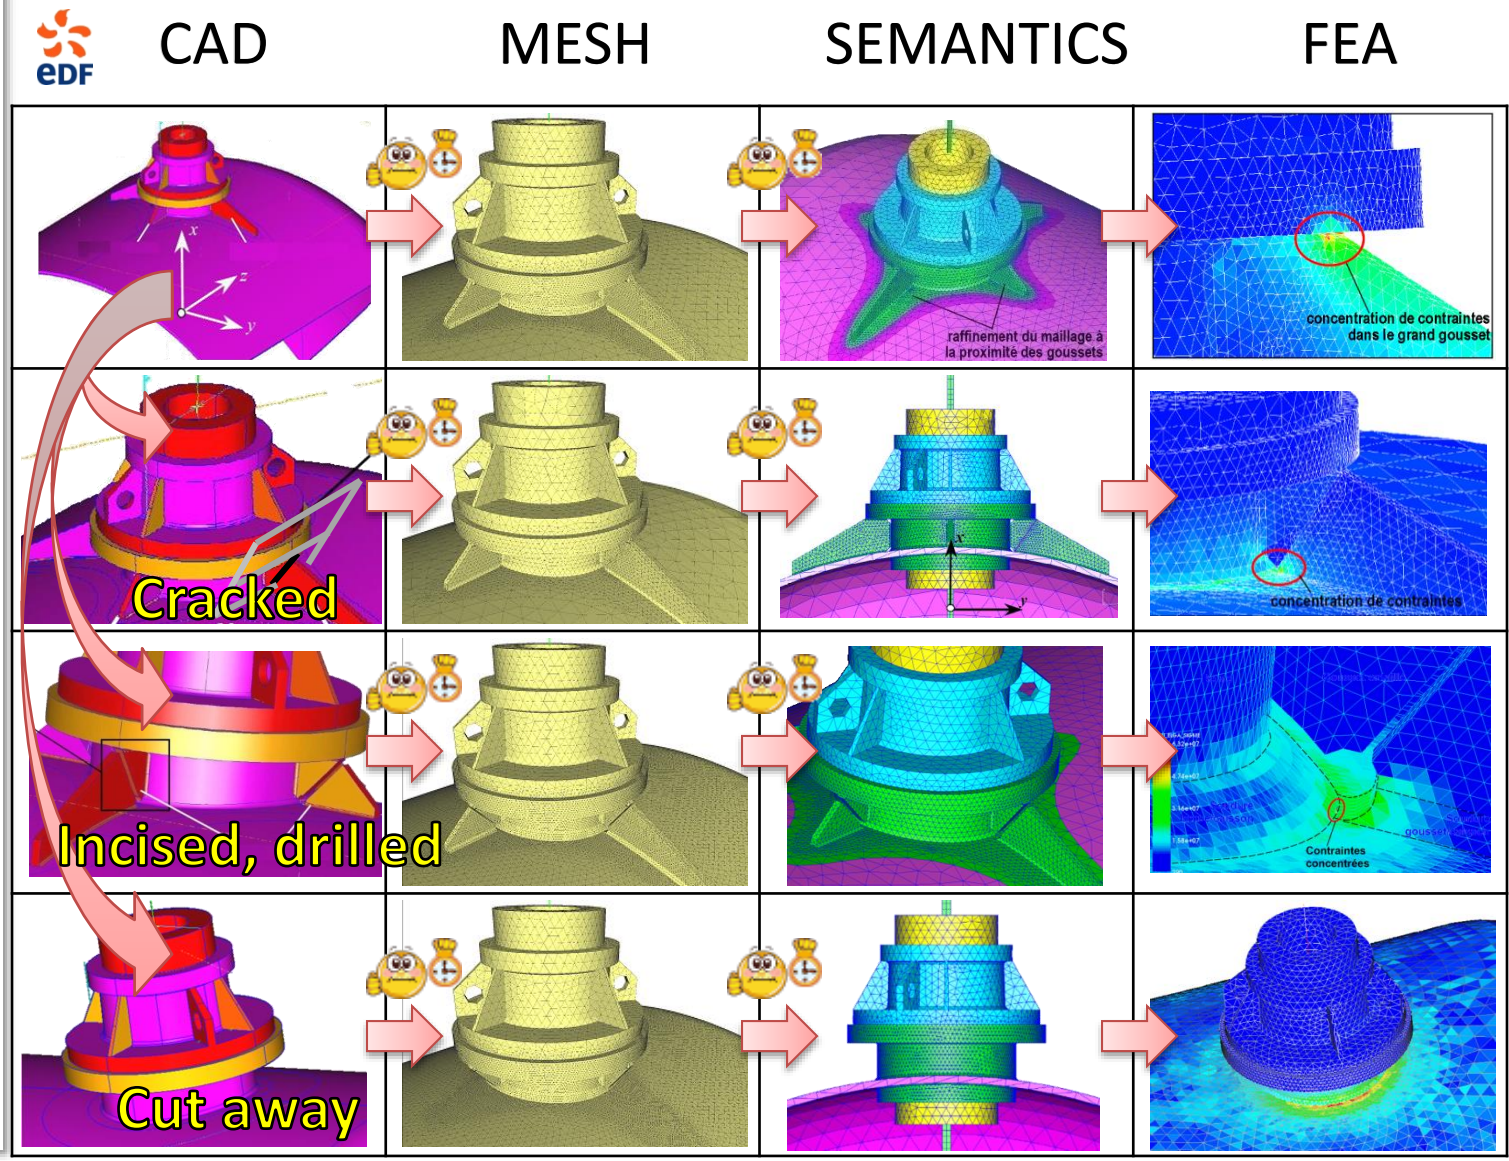 eDF
CAD
MESH
SEMANTICS
FEA
x
z
y
raffinement du maillage à
la proximité des goussets
concentration de contraintes
dans le grand gousset
Cracked
x
y
concentration de contraintes
Incised, drilled
Contraintes
concentrées
Cut away